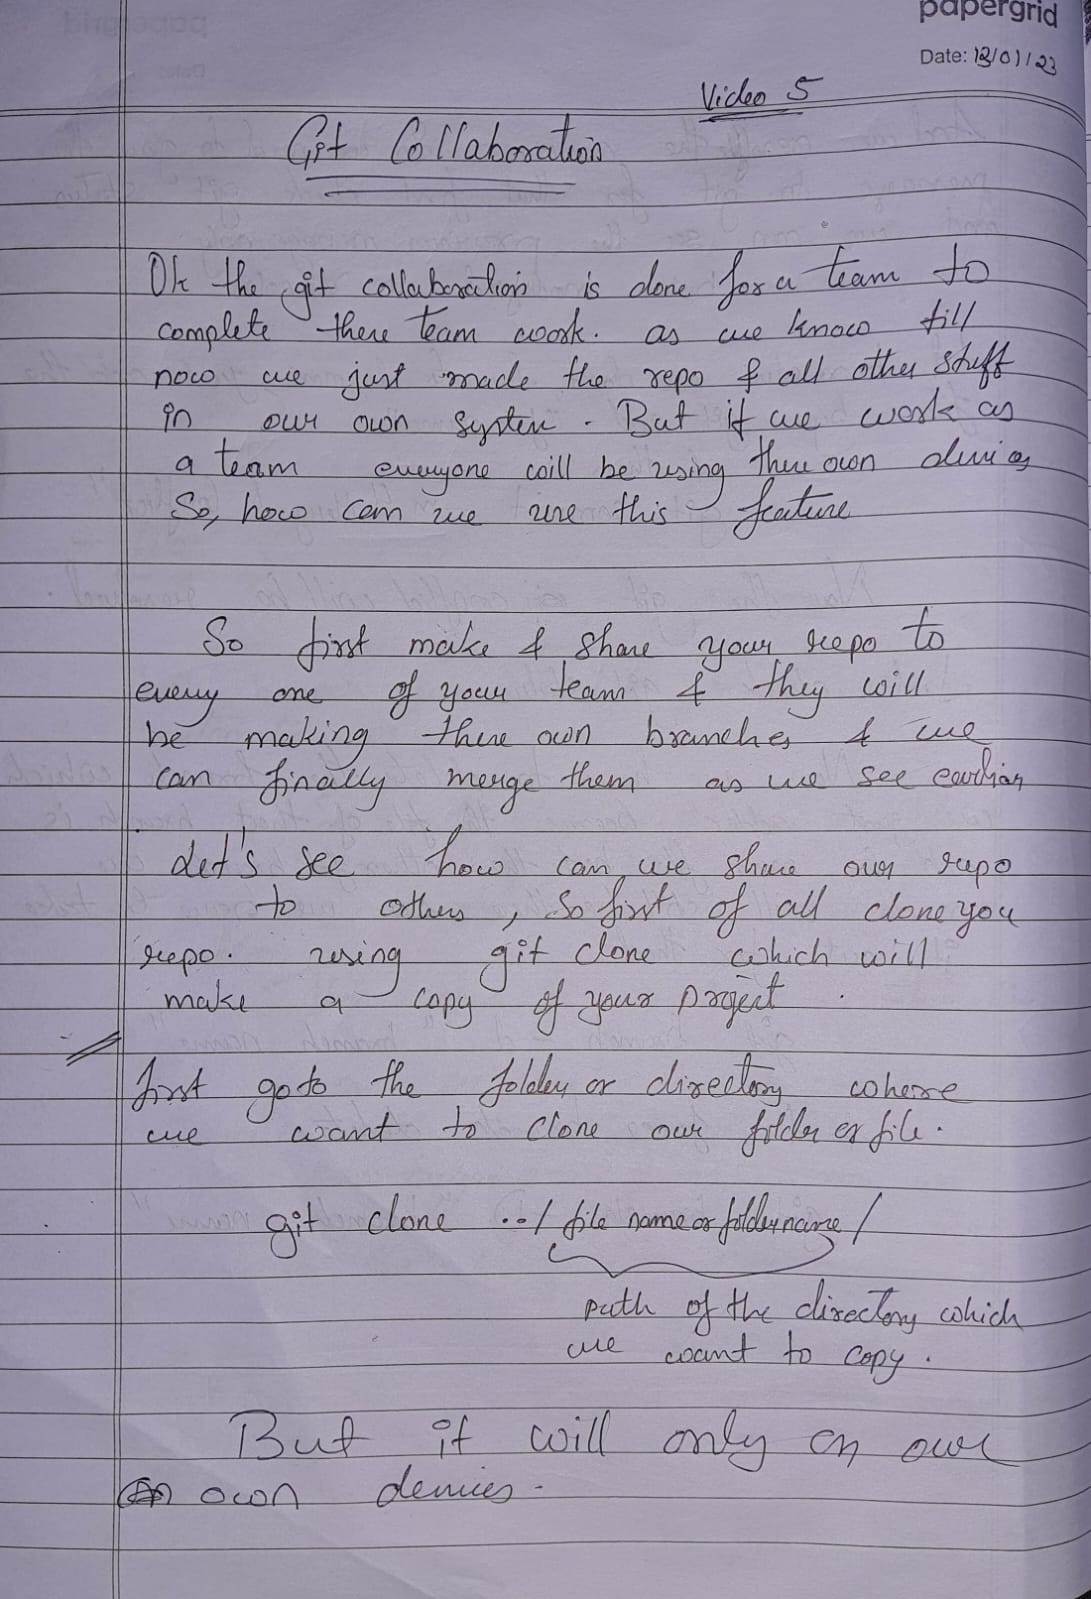 papergrid
Date: 13/01/23
Video 5
Git Collaboration
Ok the git collaboration is done for a team to
complete there team work. as we know till
now we just made the repo & all other stuff
in our own system. But if we work as
a team everyone will be using there own devices
So, how can we use this feature
So first make & share your repo to
every one of your team & they will
be making there own branches & we
can finally merge them as we see earlier
Let's see how can we share our repo
to others, So first of all clone you
repo. using git clone which will
make a copy of your project.
first go to the folder or directory where
we want to clone our folder or file.
git clone ../file name or folder name/
path of the directory which
we want to copy.
But it will only on our
own devices.